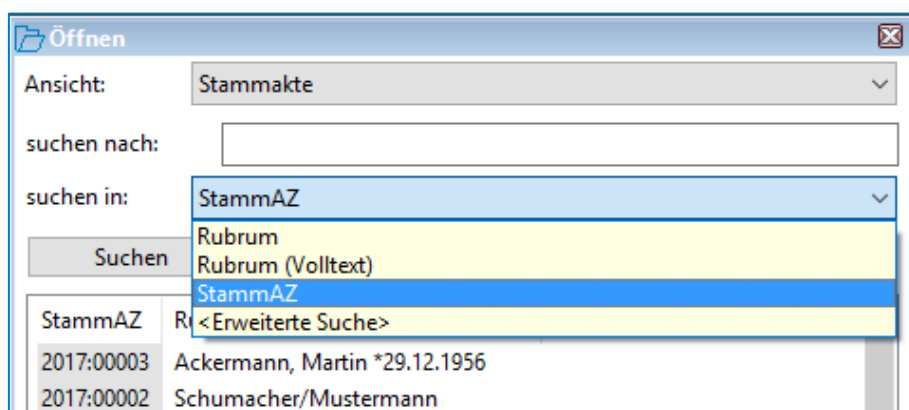 Öffnen
Ansicht: Stammakte
suchen nach:
suchen in: StammAZ
Rubrum
Rubrum (Volltext)
Suchen
StammAZ
<Erweiterte Suche>
StammAZ
2017:00003 Ackermann, Martin *29.12.1956
2017:00002 Schumacher/Mustermann